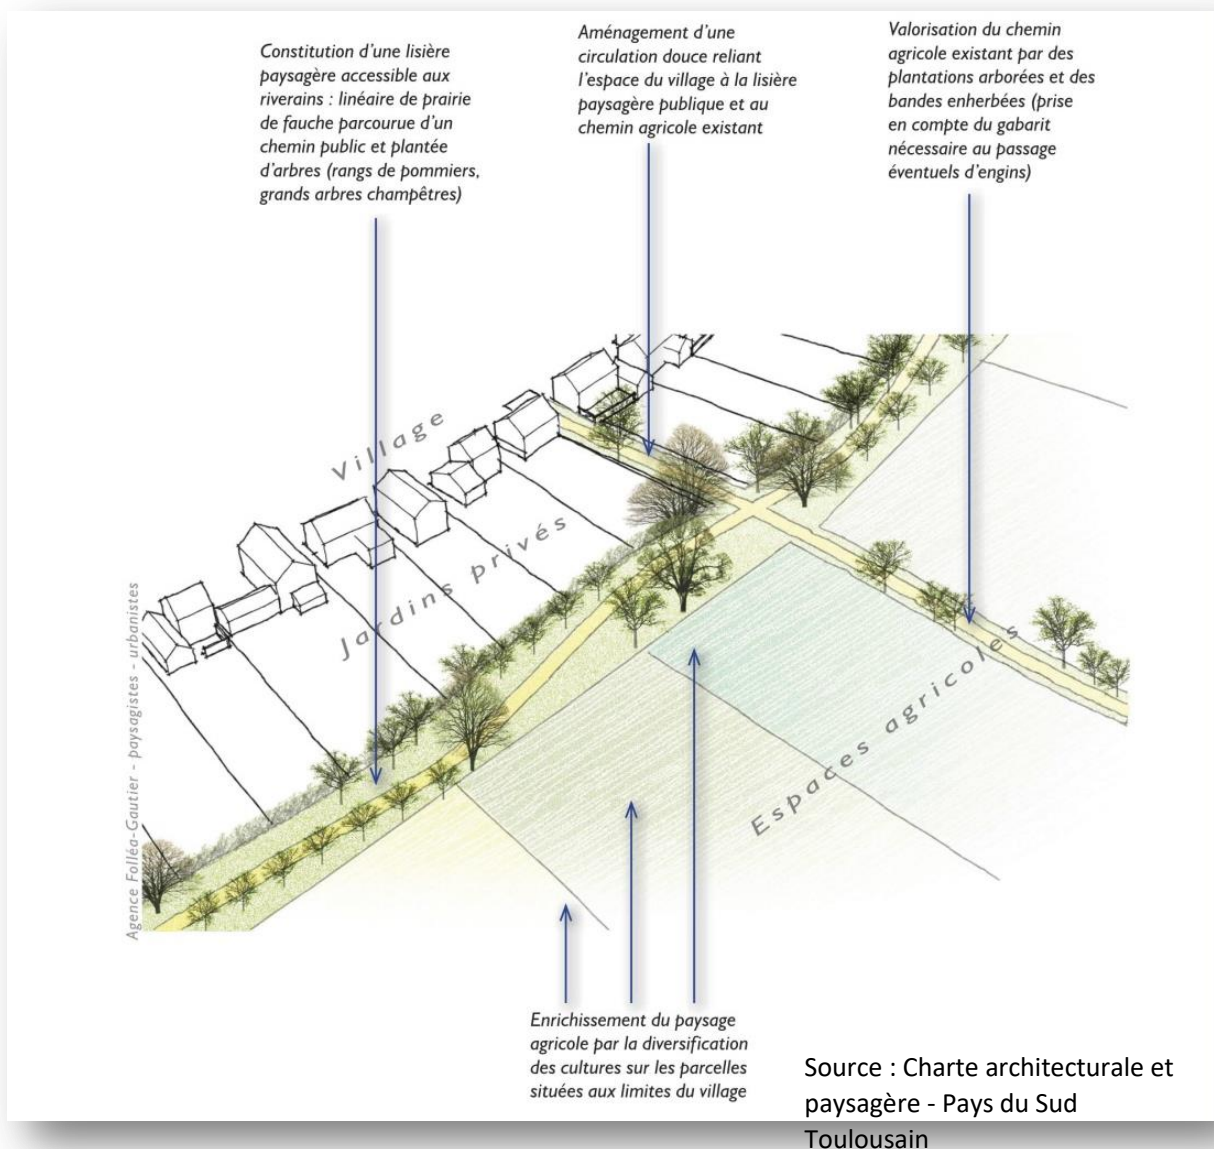 Constitution d'une lisière
paysagère accessible aux
riverains : linéaire de prairie
de fauche parcourue d'un
chemin public et plantée
d'arbres (rangs de pommiers,
grands arbres champêtres)
Aménagement d'une
circulation douce reliant
l'espace du village à la lisière
paysagère publique et au
chemin agricole existant
Valorisation du chemin
agricole existant par des
plantations arborées et des
bandes enherbées (prise
en compte du gabarit
nécessaire au passage
éventuels d'engins)
Village
Jardins privés
Espaces agricoles
Agence Folléa-Gautier - paysagistes - urbanistes
Enrichissement du paysage
agricole par la diversification
des cultures sur les parcelles
situées aux limites du village
Source : Charte architecturale et
paysagère - Pays du Sud
Toulousain